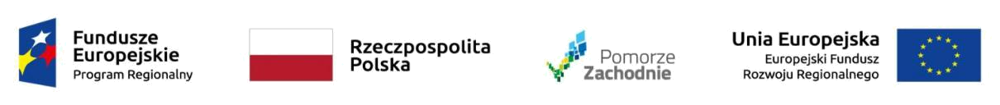 Fundusze
Europejskie
Program Regionalny
Rzeczpospolita
Polska
Pomorze
Zachodnie
Unia Europejska
Europejski Fundusz
Rozwoju Regionalnego